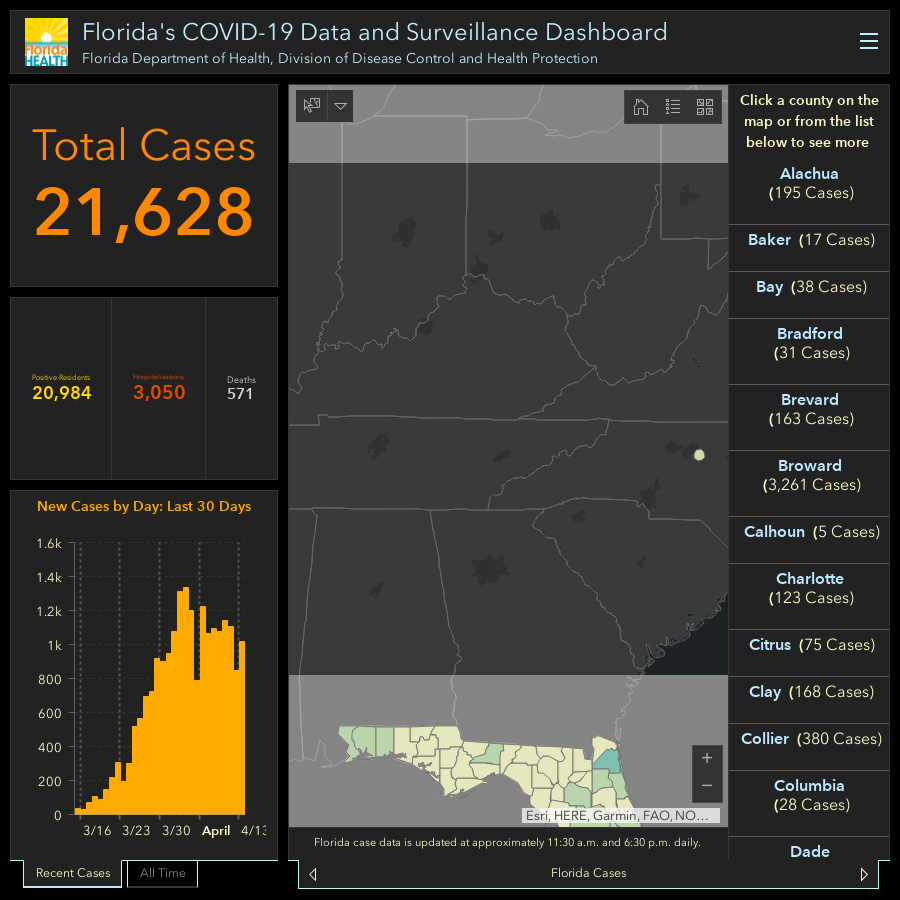 Florida
HEALTH
Florida's COVID-19 Data and Surveillance Dashboard
Florida Department of Health, Division of Disease Control and Health Protection
Total Cases
21,628
Positive Residents
20,984
Hospitalizations
3,050
Deaths
571
New Cases by Day: Last 30 Days
1.6k
1.4k
1.2k
1k
800
600
400
200
0
3/16 3/23 3/30 April 4/13
Recent Cases
All Time
+
−
Esri, HERE, Garmin, FAO, NO…
Florida case data is updated at approximately 11:30 a.m. and 6:30 p.m. daily.
Florida Cases
Click a county on the
map or from the list
below to see more
Alachua
(195 Cases)
Baker (17 Cases)
Bay (38 Cases)
Bradford
(31 Cases)
Brevard
(163 Cases)
Broward
(3,261 Cases)
Calhoun (5 Cases)
Charlotte
(123 Cases)
Citrus (75 Cases)
Clay (168 Cases)
Collier (380 Cases)
Columbia
(28 Cases)
Dade